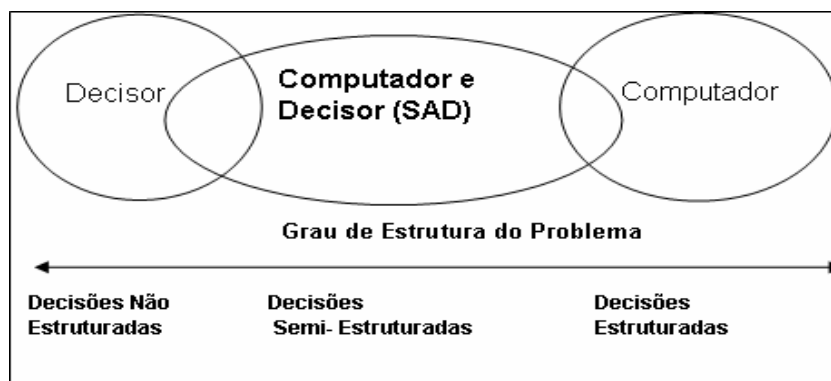 Decisor
Computador e
Decisor (SAD)
Computador
Grau de Estrutura do Problema
Decisões Não
Estruturadas
Decisões
Semi- Estruturadas
Decisões
Estruturadas